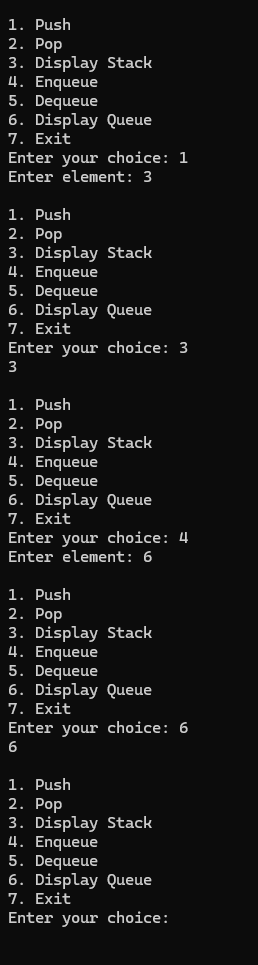 1. Push
2. Pop
3. Display Stack
4. Enqueue
5. Dequeue
6. Display Queue
7. Exit
Enter your choice: 1
Enter element: 3
1. Push
2. Pop
3. Display Stack
4. Enqueue
5. Dequeue
6. Display Queue
7. Exit
Enter your choice: 3
3
1. Push
2. Pop
3. Display Stack
4. Enqueue
5. Dequeue
6. Display Queue
7. Exit
Enter your choice: 4
Enter element: 6
1. Push
2. Pop
3. Display Stack
4. Enqueue
5. Dequeue
6. Display Queue
7. Exit
Enter your choice: 6
6
1. Push
2. Pop
3. Display Stack
4. Enqueue
5. Dequeue
6. Display Queue
7. Exit
Enter your choice: